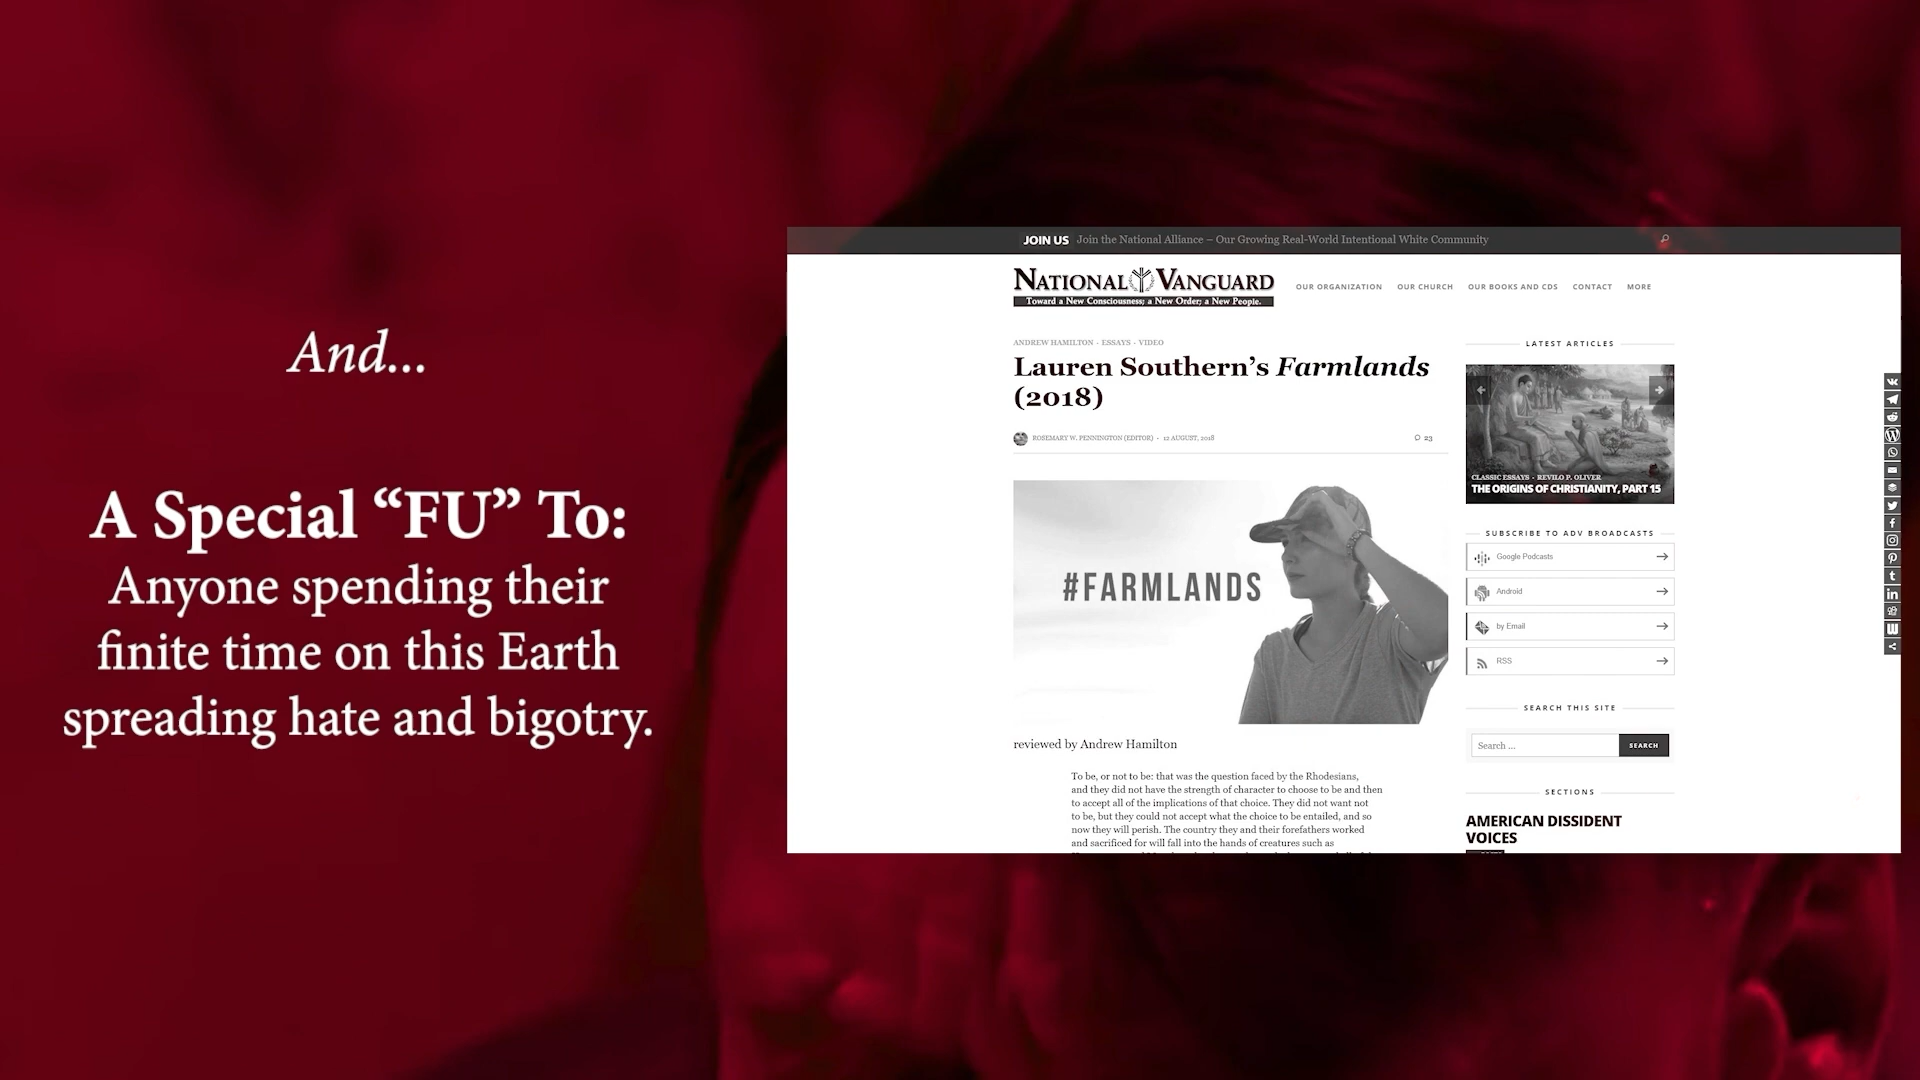 And...
A Special “FU” To:
Anyone spending their
finite time on this Earth
spreading hate and bigotry.
JOIN US Join the National Alliance – Our Growing Real-World Intentional White Community
NATIONAL VANGUARD
Toward a New Consciousness; a New Order; a New People.
OUR ORGANIZATION OUR CHURCH OUR BOOKS AND CDS CONTACT MORE
ANDREW HAMILTON · ESSAYS · VIDEO
Lauren Southern’s Farmlands
(2018)
ROSEMARY W. PENNINGTON (EDITOR) · 12 AUGUST, 2018
23
#FARMLANDS
reviewed by Andrew Hamilton
To be, or not to be: that was the question faced by the Rhodesians,
and they did not have the strength of character to choose to be and then
to accept all of the implications of that choice. They did not want not
to be, but they could not accept what the choice to be entailed, and so
now they will perish. The country they and their forefathers worked
and sacrificed for will fall into the hands of creatures such as
LATEST ARTICLES
CLASSIC ESSAYS · REVILO P. OLIVER
THE ORIGINS OF CHRISTIANITY, PART 15
SUBSCRIBE TO ADV BROADCASTS
Google Podcasts
Android
by Email
RSS
SEARCH THIS SITE
Search ...
SEARCH
SECTIONS
AMERICAN DISSIDENT
VOICES